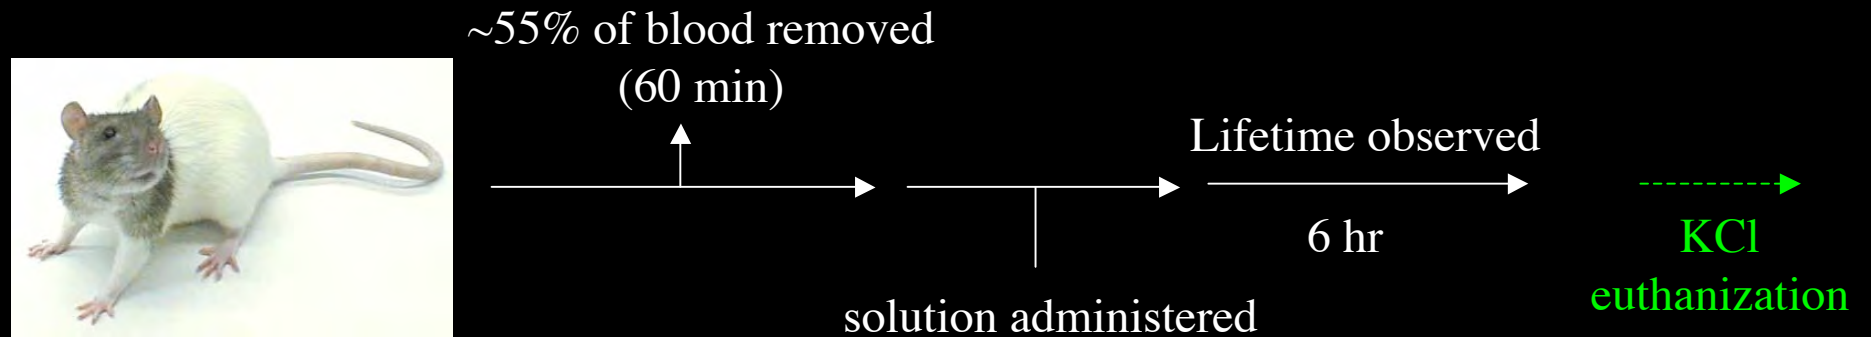 ~55% of blood removed
(60 min)
solution administered
Lifetime observed
6 hr
KCl
euthanization